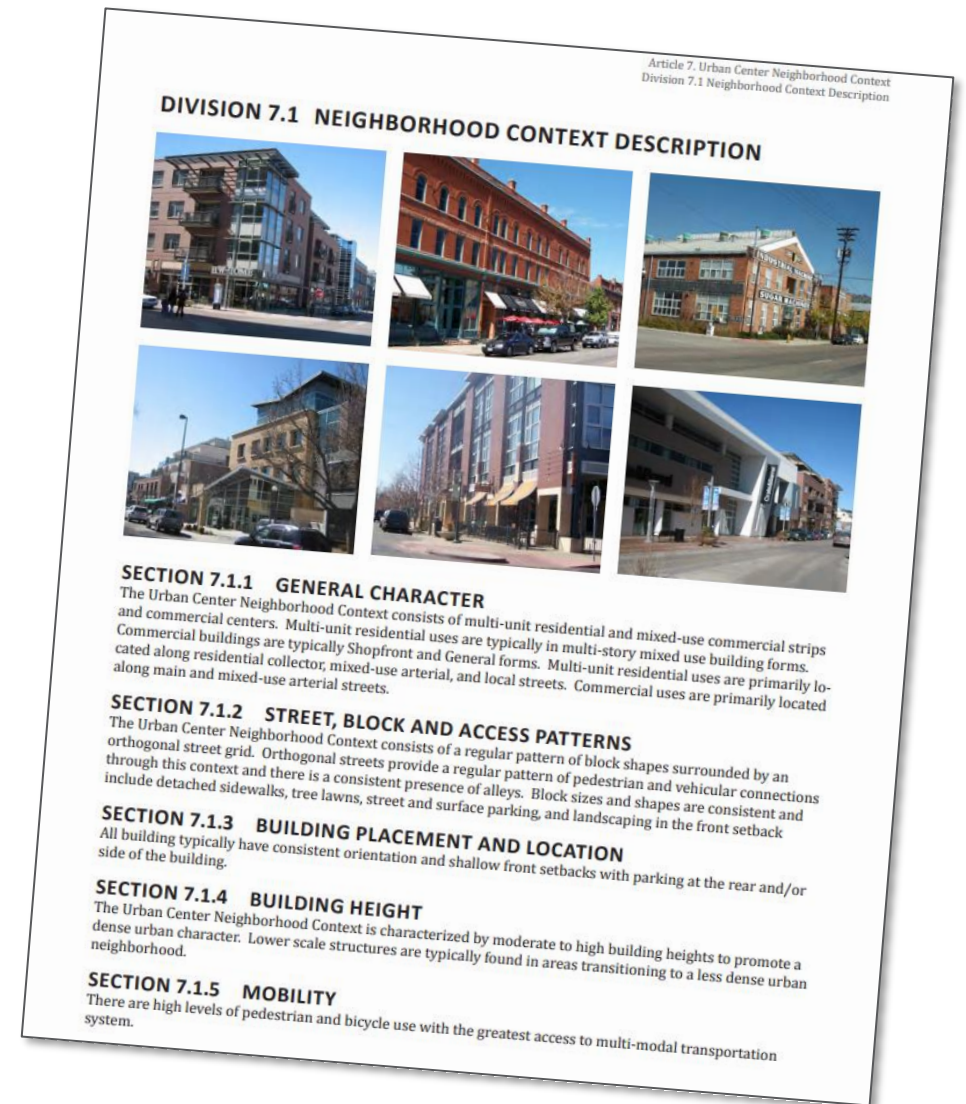 Article 7. Urban Center Neighborhood Context
Division 7.1 Neighborhood Context Description
DIVISION 7.1 NEIGHBORHOOD CONTEXT DESCRIPTION
INDUSTRIAL
SUGAR
SECTION 7.1.1 GENERAL CHARACTER
The Urban Center Neighborhood Context consists of multi-unit residential and mixed-use commercial strips
and commercial centers. Multi-unit residential uses are typically in multi-story mixed use building forms.
Commercial buildings are typically Shopfront and General forms. Multi-unit residential uses are primarily lo-
cated along residential collector, mixed-use arterial, and local streets. Commercial uses are primarily located
along main and mixed-use arterial streets.
SECTION 7.1.2 STREET, BLOCK AND ACCESS PATTERNS
The Urban Center Neighborhood Context consists of a regular pattern of block shapes surrounded by an
orthogonal street grid. Orthogonal streets provide a regular pattern of pedestrian and vehicular connections
through this context and there is a consistent presence of alleys. Block sizes and shapes are consistent and
include detached sidewalks, tree lawns, street and surface parking, and landscaping in the front setback
SECTION 7.1.3 BUILDING PLACEMENT AND LOCATION
All building typically have consistent orientation and shallow front setbacks with parking at the rear and/or
side of the building.
SECTION 7.1.4 BUILDING HEIGHT
The Urban Center Neighborhood Context is characterized by moderate to high building heights to promote a
dense urban character. Lower scale structures are typically found in areas transitioning to a less dense urban
neighborhood.
SECTION 7.1.5 MOBILITY
There are high levels of pedestrian and bicycle use with the greatest access to multi-modal transportation
system.